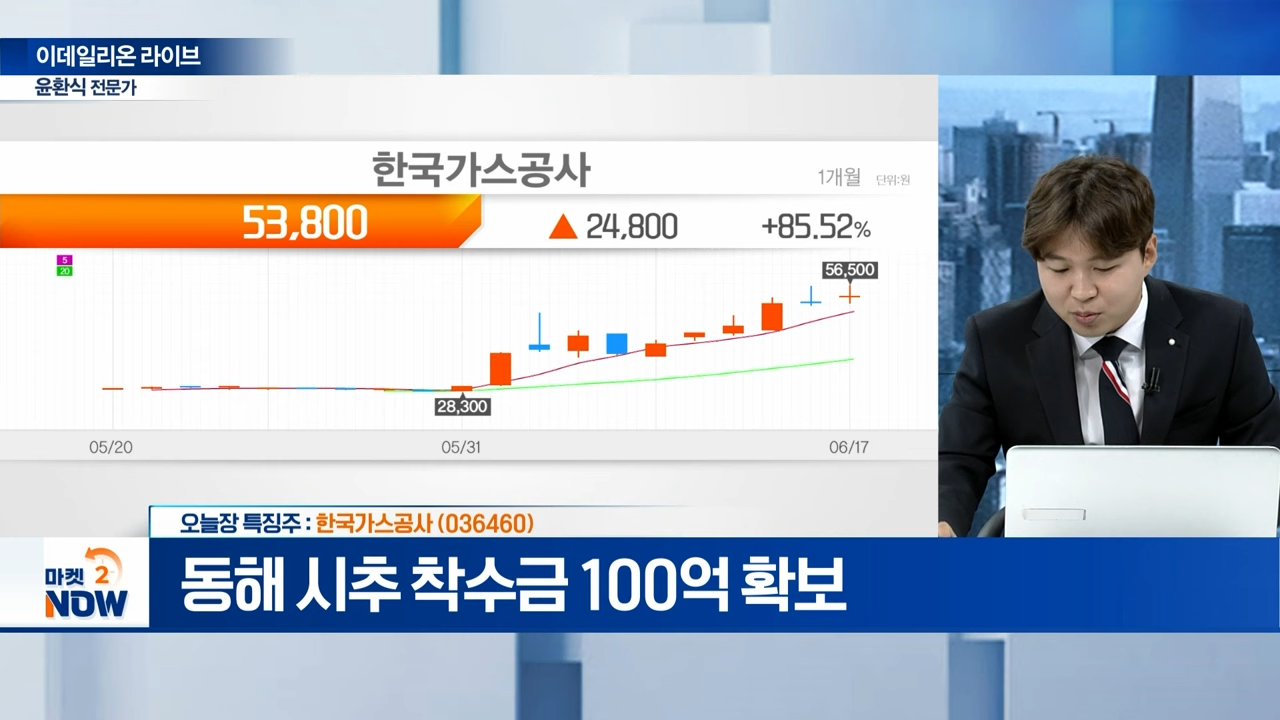 이데일리온 라이브
윤환식 전문가
한국가스공사
1개월 단위:원
53,800 ▲ 24,800 +85.52%
5
20
56,500
28,300
05/20 05/31 06/17
오늘장 특징주 : 한국가스공사 (036460)
마켓 2
NOW
동해 시추 착수금 100억 확보